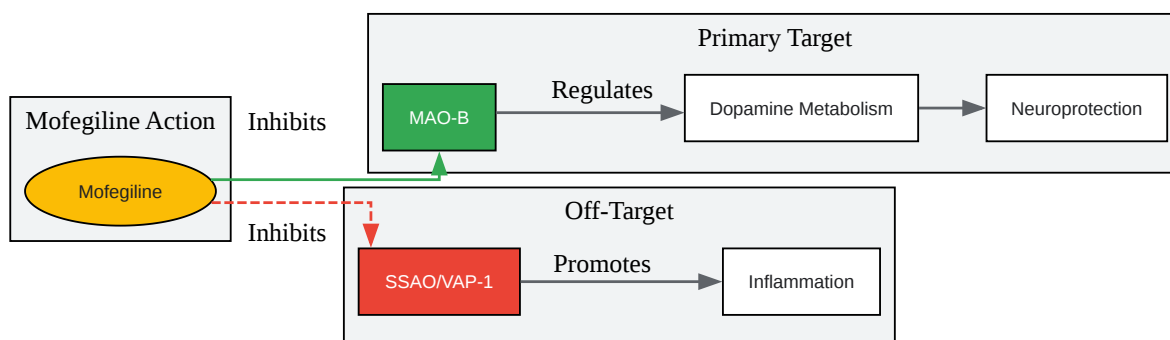 Primary Target
Regulates
MAO-B
Dopamine Metabolism
Neuroprotection
Mofegiline Action
Inhibits
Mofegiline
Inhibits
Off-Target
Promotes
SSAO/VAP-1
Inflammation